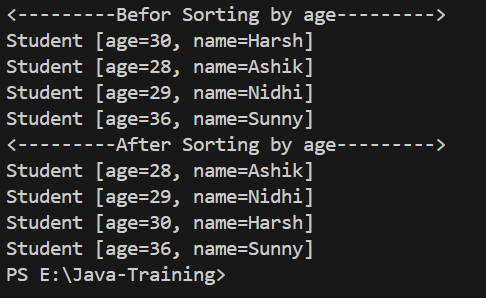 <---------Befor Sorting by age--------->
Student [age=30, name=Harsh]
Student [age=28, name=Ashik]
Student [age=29, name=Nidhi]
Student [age=36, name=Sunny]
<---------After Sorting by age--------->
Student [age=28, name=Ashik]
Student [age=29, name=Nidhi]
Student [age=30, name=Harsh]
Student [age=36, name=Sunny]
PS E:\Java-Training>